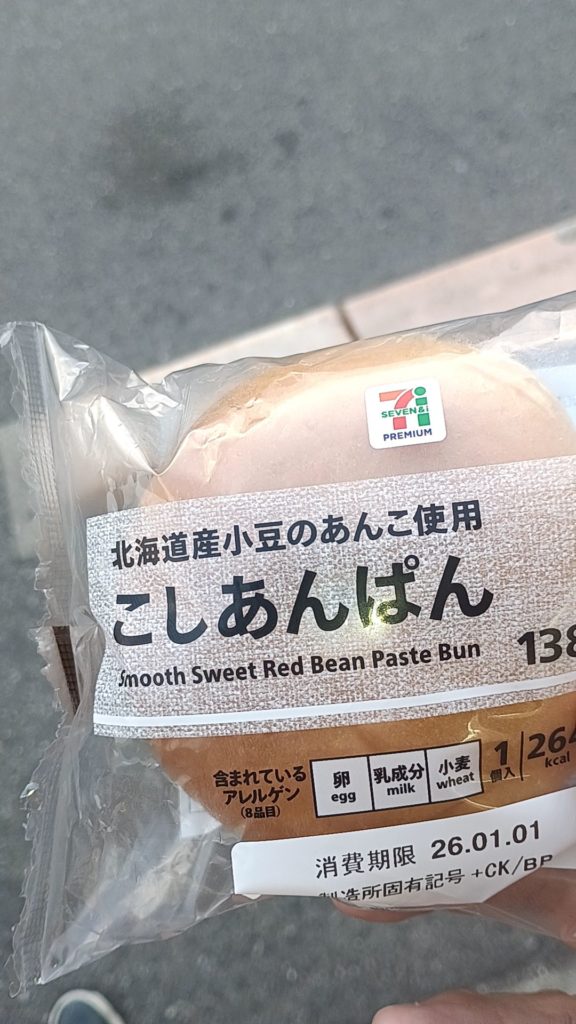 SEVEN&i
PREMIUM
北海道産小豆のあんこ使用
こしあんぱん
Smooth Sweet Red Bean Paste Bun
138
含まれている
アレルゲン
(8品目)
卵
egg
乳成分
milk
小麦
wheat
1
個入
264
kcal
消費期限 26.01.01
製造所固有記号 +CK/BP